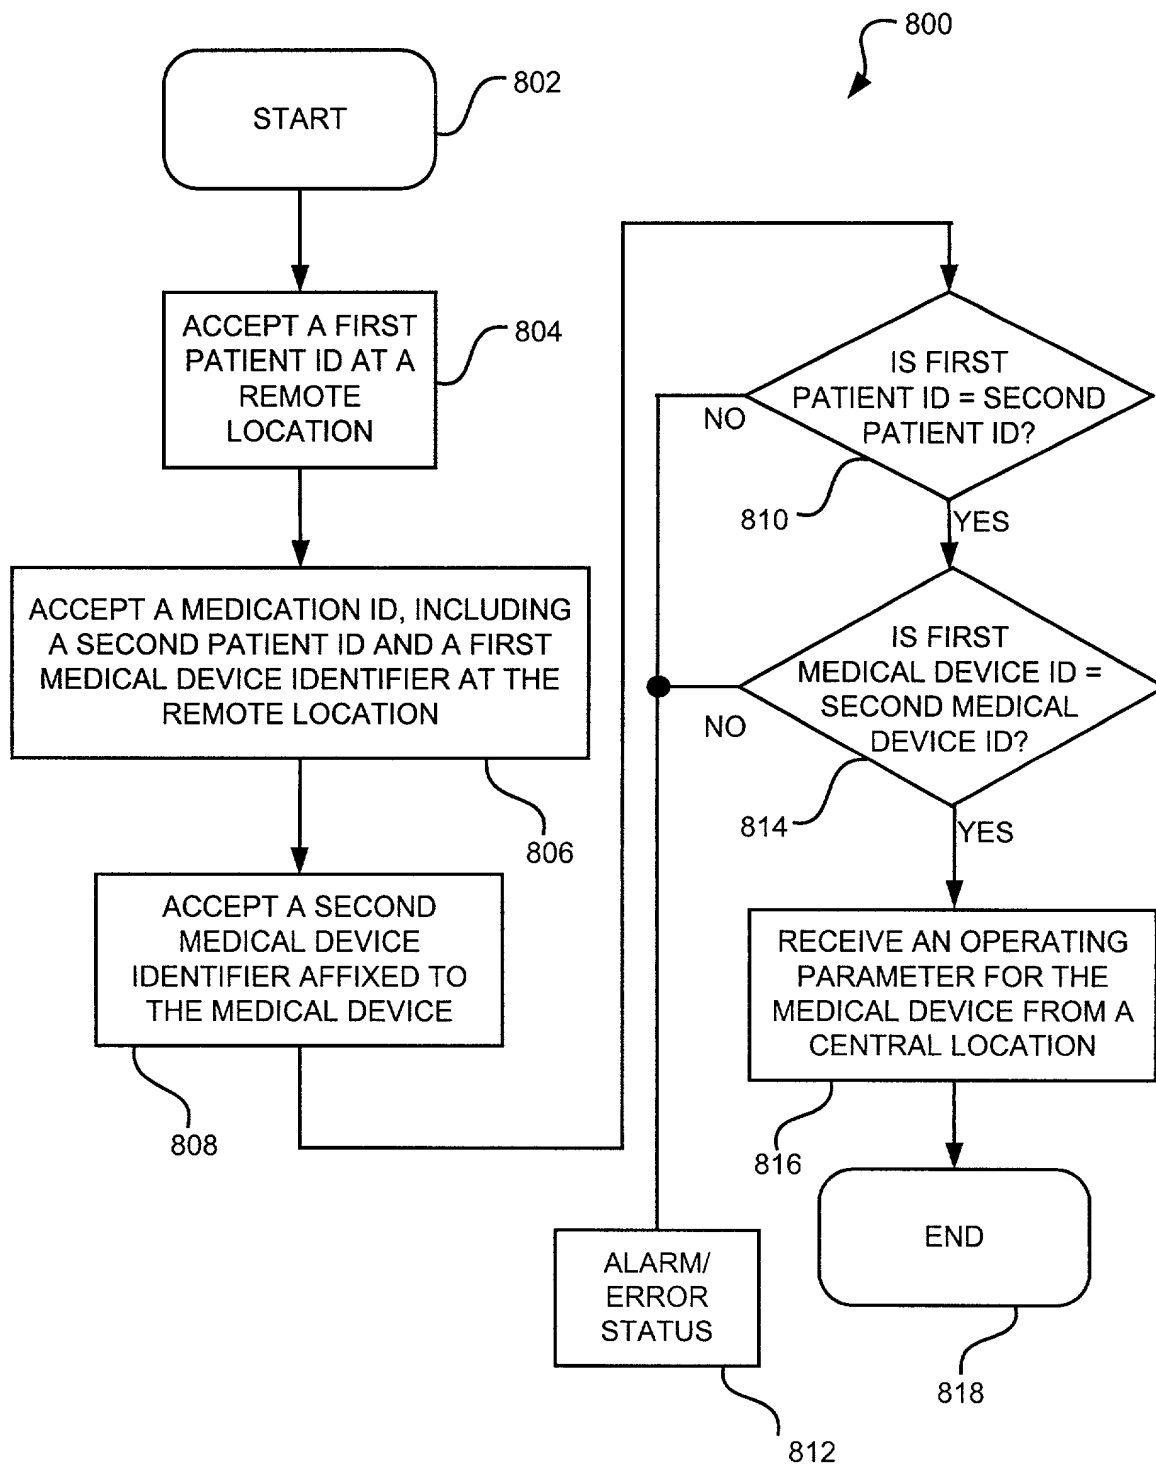 800
START
802
ACCEPT A FIRST
PATIENT ID AT A
REMOTE
LOCATION
804
ACCEPT A MEDICATION ID, INCLUDING
A SECOND PATIENT ID AND A FIRST
MEDICAL DEVICE IDENTIFIER AT THE
REMOTE LOCATION
806
ACCEPT A SECOND
MEDICAL DEVICE
IDENTIFIER AFFIXED TO
THE MEDICAL DEVICE
808
IS FIRST
PATIENT ID = SECOND
PATIENT ID?
NO
810
YES
IS FIRST
MEDICAL DEVICE ID =
SECOND MEDICAL
DEVICE ID?
NO
814
YES
RECEIVE AN OPERATING
PARAMETER FOR THE
MEDICAL DEVICE FROM A
CENTRAL LOCATION
816
END
818
ALARM/
ERROR
STATUS
812